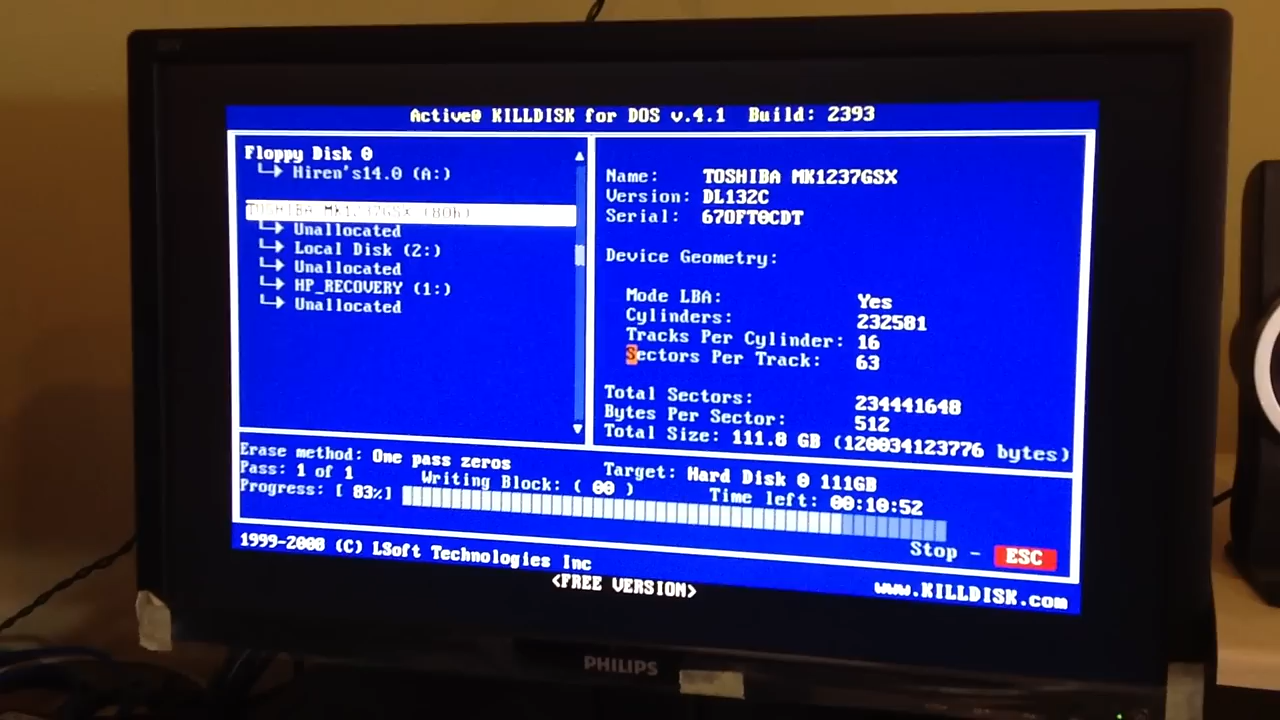 Active@ KILLDISK for DOS v.4.1 Build: 2393
Floppy Disk 0
Hiren's14.0 (A:)
TOSHIBA MK1237GSX (80h)
Unallocated
Local Disk (2:)
Unallocated
HP_RECOVERY (1:)
Unallocated
Name: TOSHIBA MK1237GSX
Version: DL132C
Serial: 670FT0CDT
Device Geometry:
Mode LBA: Yes
Cylinders: 232581
Tracks Per Cylinder: 16
Sectors Per Track: 63
Total Sectors: 234441648
Bytes Per Sector: 512
Total Size: 111.8 GB (120034123776 bytes)
Erase method: One pass zeros
Target: Hard Disk 0 111GB
Pass: 1 of 1
Writing Block: ( 00 )
Time left: 00:10:52
Progress: [ 83%]
Stop - ESC
1999-2008 (C) LSoft Technologies Inc
<FREE VERSION>
www.KILLDISK.com
PHILIPS